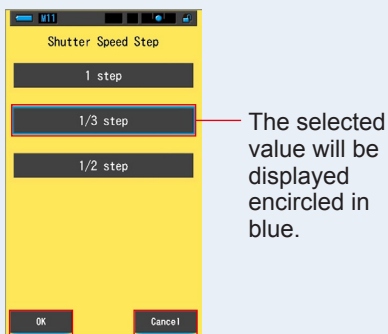 M11
Shutter Speed Step
1 step
1/3 step
1/2 step
OK
Cancel
The selected
value will be
displayed
encircled in
blue.